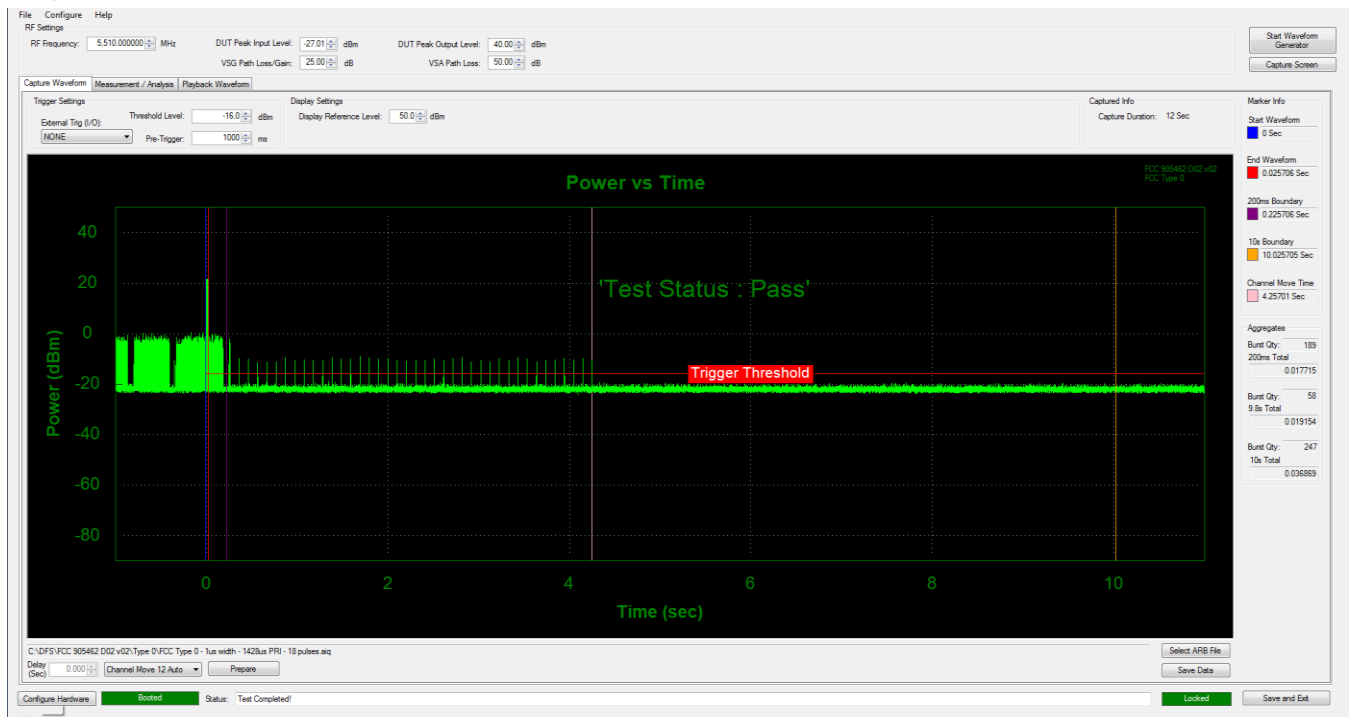 File Configure Help
RF Settings
RF Frequency: 5,510.000000 MHz DUT Peak Input Level: -27.01 dBm DUT Peak Output Level: 40.00 dBm
VSG Path Loss/Gain: 25.00 dB VSA Path Loss: 50.00 dB
Start Waveform
Generator
Capture Screen
Capture Waveform Measurement / Analysis Playback Waveform
Trigger Settings
External Trig (I/O): Threshold Level: -16.0 dBm
NONE Pre-Trigger: 1000 ms
Display Settings
Display Reference Level: 50.0 dBm
Captured Info
Capture Duration: 12 Sec
Marker Info
Start Waveform
0 Sec
End Waveform
0.025706 Sec
200ms Boundary
0.225706 Sec
10s Boundary
10.025705 Sec
Channel Move Time
4.25701 Sec
Aggregates
Burst Qty: 189
200ms Total
0.017715
Burst Qty: 58
9.8s Total
0.019154
Burst Qty: 247
10s Total
0.036869
FCC 905462 D02 v02
FCC Type 0
Power vs Time
'Test Status : Pass'
Trigger Threshold
Power (dBm)
40
20
0
-20
-40
-60
-80
0 2 4 6 8 10
Time (sec)
C:\DFS\FCC 905462 D02 v02\Type 0\FCC Type 0 - 1us width - 1428us PRI - 18 pulses.aiq
Select ARB File
Delay
(Sec) 0.000 Channel Move 12 Auto Prepare
Save Data
Configure Hardware Booted Status: Test Completed! Locked Save and Exit